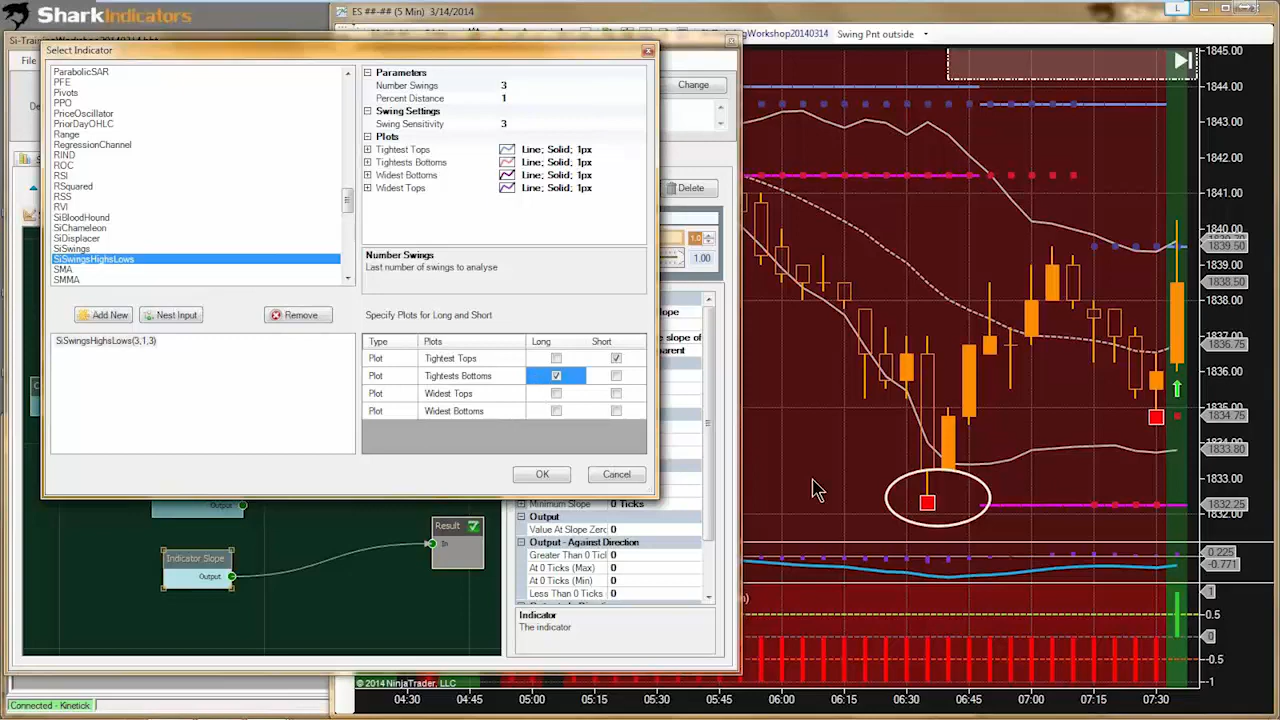 SharkIndicators
ES ##-## (5 Min) 3/14/2014
L
Swing Pnt outside
File
Select Indicator
Change
Delete
1.0
1.00
ParabolicSAR
PFE
Pivots
PPO
PriceOscillator
PriorDayOHLC
Range
RegressionChannel
RIND
ROC
RSI
RSquared
RSS
RVI
SiBloodHound
SiChameleon
SiDisplacer
SiSwings
SiSwingsHighsLows
SMA
SMMA
Parameters
Number Swings 3
Percent Distance 1
Swing Settings
Swing Sensitivity 3
Plots
Tightest Tops Line; Solid; 1px
Tightests Bottoms Line; Solid; 1px
Widest Bottoms Line; Solid; 1px
Widest Tops Line; Solid; 1px
Number Swings
Last number of swings to analyse
Add New
Nest Input
Remove
Specify Plots for Long and Short
SiSwingsHighsLows(3,1,3)
Type Plots Long Short
Plot Tightest Tops
Plot Tightests Bottoms
Plot Widest Tops
Plot Widest Bottoms
OK
Cancel
Output
Indicator Slope
Output
Result
In
Minimum Slope 0 Ticks
Output
Value At Slope Zero 0
Output - Against Direction
Greater Than 0 Tick 0
At 0 Ticks (Max) 0
At 0 Ticks (Min) 0
Less Than 0 Ticks 0
Indicator
The indicator
1845.00
1844.00
1843.00
1842.00
1841.00
1840.00
1839.50
1839.00
1838.50
1838.00
1837.00
1836.75
1836.00
1834.75
1833.80
1833.00
1832.25
1832.00
0.225
-0.771
1
0.5
0
-0.5
-1
© 2014 NinjaTrader, LLC
04:30 04:45 05:00 05:15 05:30 05:45 06:00 06:15 06:30 06:45 07:00 07:15 07:30
Connected - Kinetick